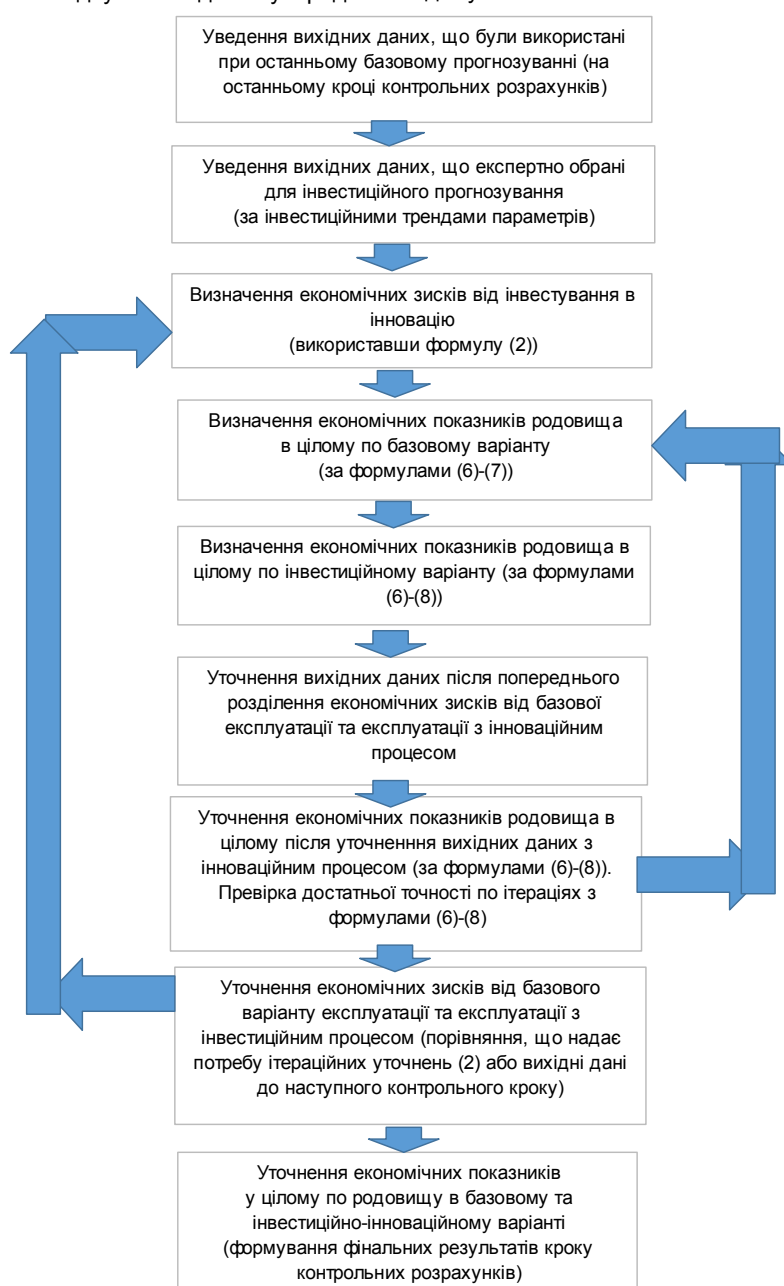 Уведення вихідних даних, що були використані
при останньому базовому прогнозуванні (на
останньому кроці контрольних розрахунків)
Уведення вихідних даних, що експертно обрані
для інвестиційного прогнозування
(за інвестиційними трендами параметрів)
Визначення економічних зисків від інвестування в
інновацію
(використавши формулу (2))
Визначення економічних показників родовища
в цілому по базовому варіанту
(за формулами (6)-(7))
Визначення економічних показників родовища в
цілому по інвестиційному варіанту (за формулами
(6)-(8))
Уточнення вихідних даних після попереднього
розділення економічних зисків від базової
експлуатації та експлуатації з інноваційним
процесом
Уточнення економічних показників родовища в
цілому після уточненння вихідних даних з
інноваційним процесом (за формулами (6)-(8)).
Превірка достатньої точності по ітераціях з
формулами (6)-(8)
Уточнення економічних зисків від базового
варіанту експлуатації та експлуатації з
інвестиційним процесом (порівняння, що надає
потребу ітераційних уточнень (2) або вихідні дані
до наступного контрольного кроку)
Уточнення економічних показників
у цілому по родовищу в базовому та
інвестиційно-інноваційному варіанті
(формування фінальних результатів кроку
контрольних розрахунків)